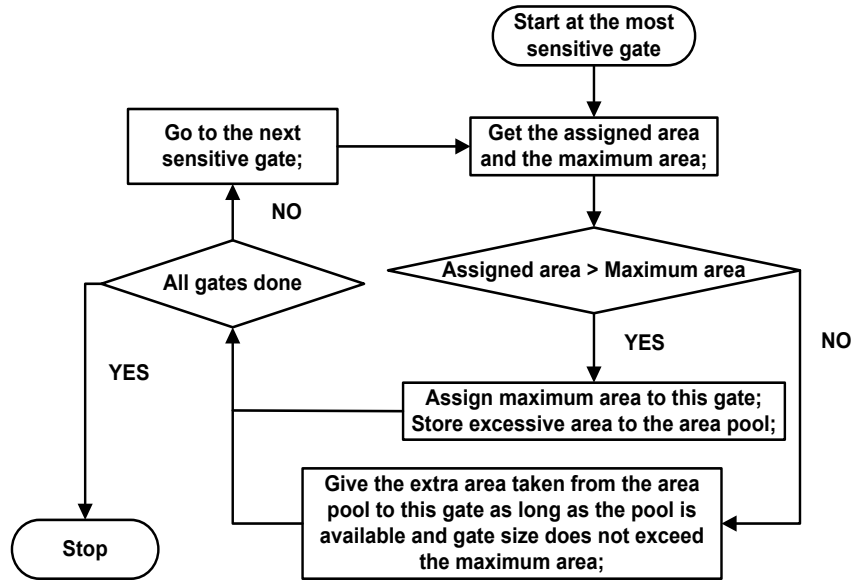 Start at the most
sensitive gate
Go to the next
sensitive gate;
Get the assigned area
and the maximum area;
NO
All gates done
Assigned area > Maximum area
YES
YES
NO
Assign maximum area to this gate;
Store excessive area to the area pool;
Give the extra area taken from the area
pool to this gate as long as the pool is
available and gate size does not exceed
the maximum area;
Stop